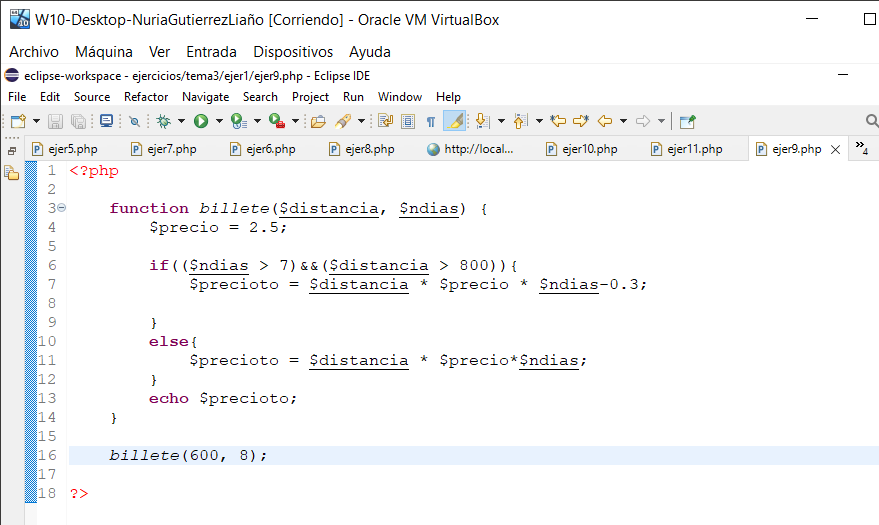 W10-Desktop-NuriaGutierrezLiaño [Corriendo] - Oracle VM VirtualBox
Archivo Máquina Ver Entrada Dispositivos Ayuda
eclipse-workspace - ejercicios/tema3/ejer1/ejer9.php - Eclipse IDE
File Edit Source Refactor Navigate Search Project Run Window Help
ejer5.php ejer7.php ejer6.php ejer8.php http://local... ejer10.php ejer11.php ejer9.php »4
1 <?php
2
3 function billete($distancia, $ndias) {
4 $precio = 2.5;
5
6 if(($ndias > 7)&&($distancia > 800)){
7 $precioto = $distancia * $precio * $ndias-0.3;
8
9 }
10 else{
11 $precioto = $distancia * $precio*$ndias;
12 }
13 echo $precioto;
14 }
15
16 billete(600, 8);
17
18 ?>